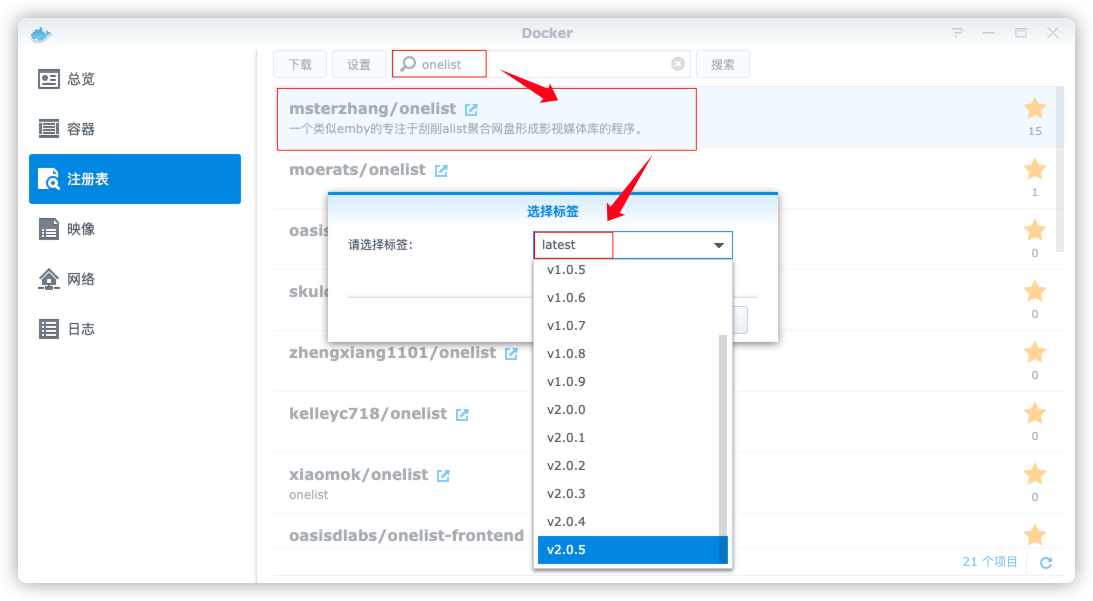 Docker
总览
容器
注册表
映像
网络
日志
下载
设置
onelist
搜索
msterzhang/onelist
一个类似emby的专注于刮削alist聚合网盘形成影视媒体库的程序。
15
moerats/onelist
1
选择标签
请选择标签:
latest
v1.0.5
v1.0.6
v1.0.7
v1.0.8
v1.0.9
v2.0.0
v2.0.1
v2.0.2
v2.0.3
v2.0.4
v2.0.5
oasis
0
skulc
0
zhengxiang1101/onelist
0
kelleyc718/onelist
0
xiaomok/onelist
onelist
0
oasisdlabs/onelist-frontend
21 个项目